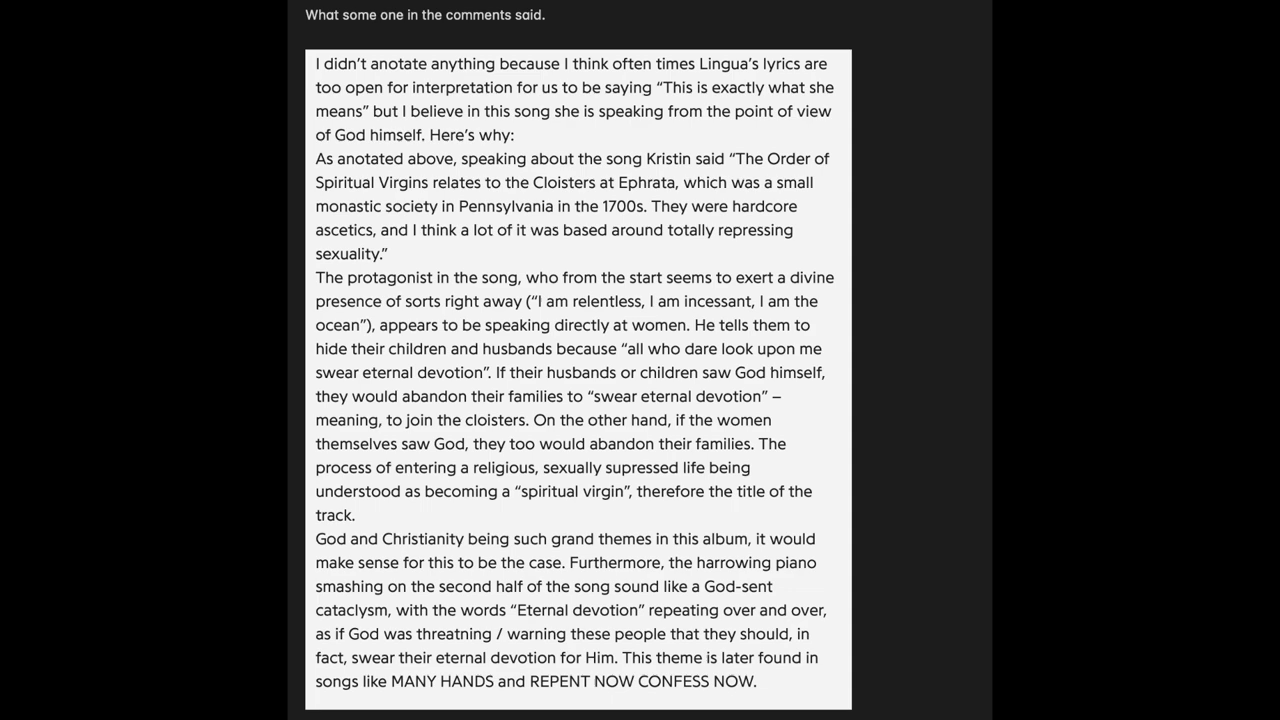 What some one in the comments said.
I didn’t anotate anything because I think often times Lingua’s lyrics are
too open for interpretation for us to be saying “This is exactly what she
means” but I believe in this song she is speaking from the point of view
of God himself. Here’s why:
As anotated above, speaking about the song Kristin said “The Order of
Spiritual Virgins relates to the Cloisters at Ephrata, which was a small
monastic society in Pennsylvania in the 1700s. They were hardcore
ascetics, and I think a lot of it was based around totally repressing
sexuality.”
The protagonist in the song, who from the start seems to exert a divine
presence of sorts right away (“I am relentless, I am incessant, I am the
ocean”), appears to be speaking directly at women. He tells them to
hide their children and husbands because “all who dare look upon me
swear eternal devotion”. If their husbands or children saw God himself,
they would abandon their families to “swear eternal devotion” –
meaning, to join the cloisters. On the other hand, if the women
themselves saw God, they too would abandon their families. The
process of entering a religious, sexually supressed life being
understood as becoming a “spiritual virgin”, therefore the title of the
track.
God and Christianity being such grand themes in this album, it would
make sense for this to be the case. Furthermore, the harrowing piano
smashing on the second half of the song sound like a God-sent
cataclysm, with the words “Eternal devotion” repeating over and over,
as if God was threatning / warning these people that they should, in
fact, swear their eternal devotion for Him. This theme is later found in
songs like MANY HANDS and REPENT NOW CONFESS NOW.